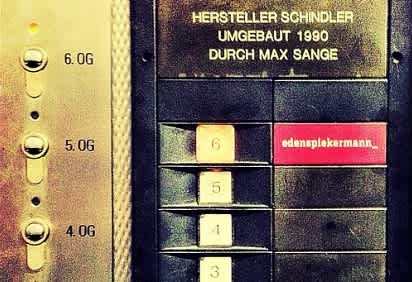 HERSTELLER SCHINDLER
UMGEBAUT 1990
DURCH MAX SANGE
6.OG
6
edenspiekermann_
5.OG
5
4.OG
4
3